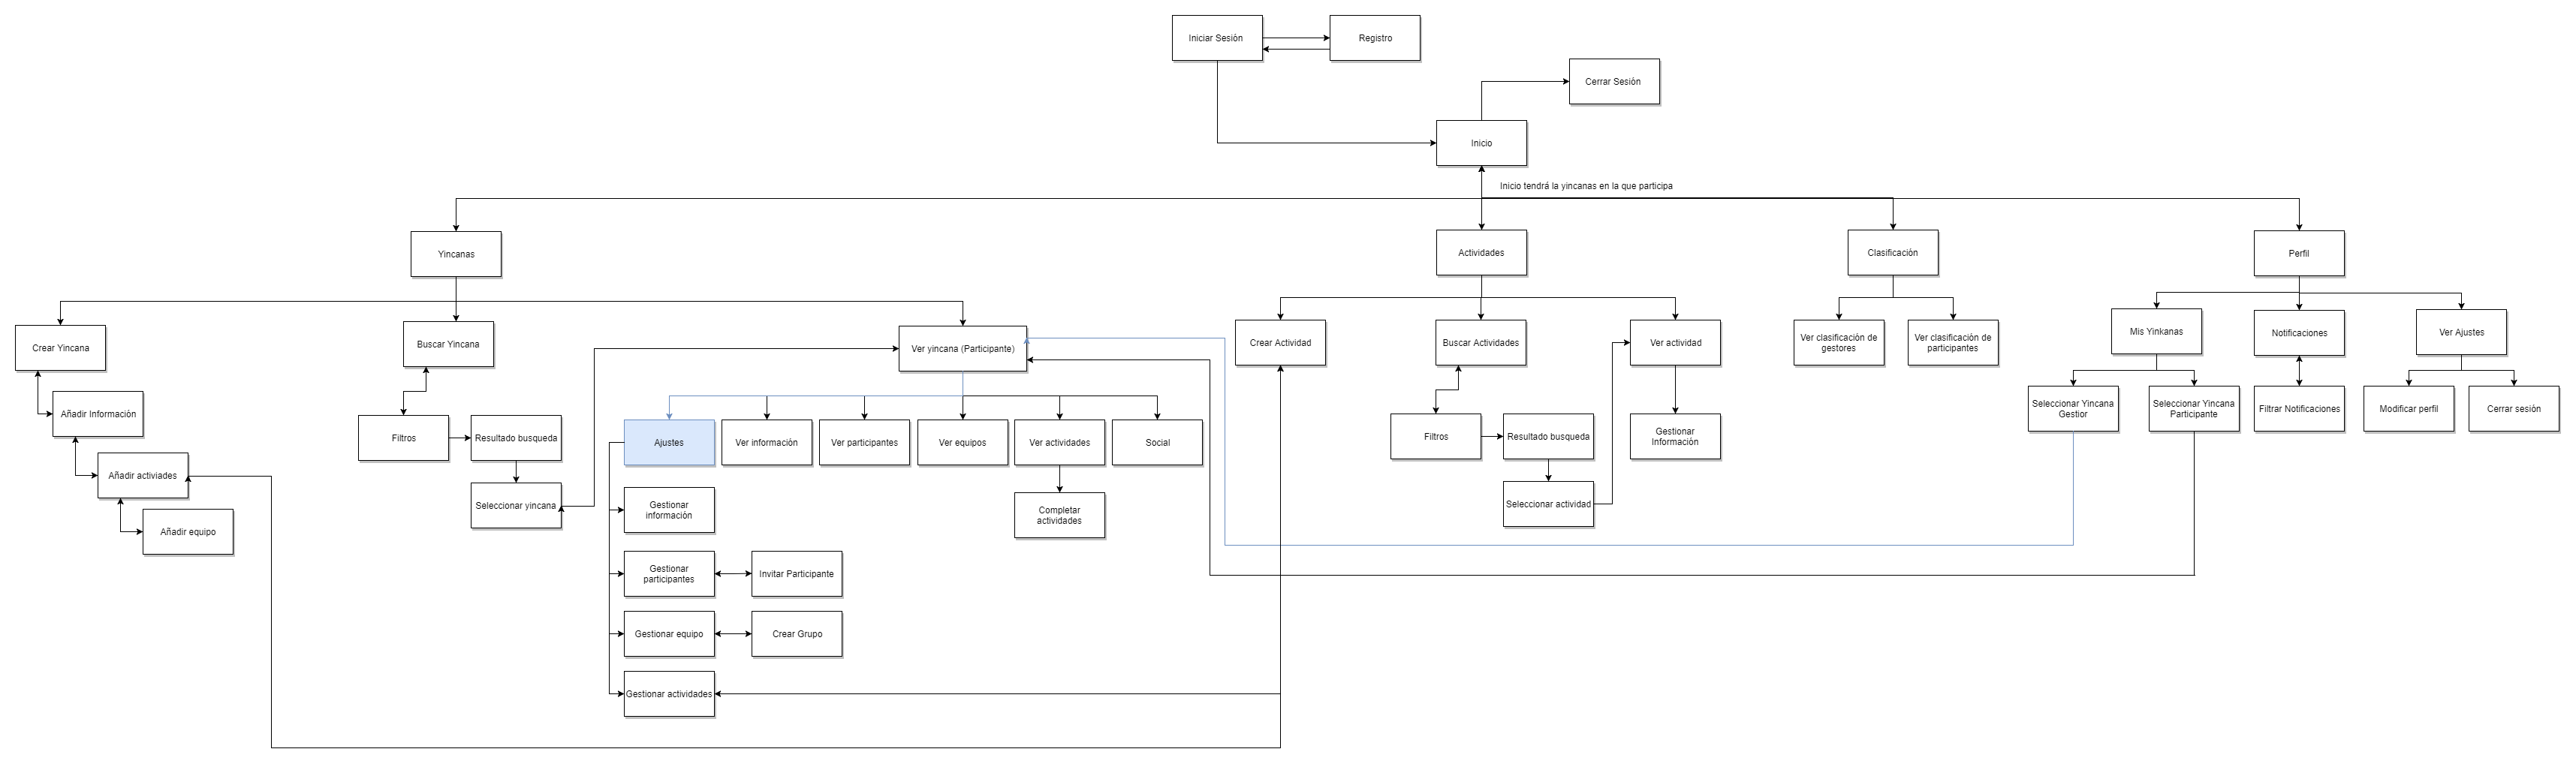 Iniciar Sesión
Registro
Cerrar Sesión
Inicio
Inicio tendrá la yincanas en la que participa
Yincanas
Actividades
Clasificación
Perfil
Crear Yincana
Buscar Yincana
Ver yincana (Participante)
Crear Actividad
Buscar Actividades
Ver actividad
Ver clasificación de
gestores
Ver clasificación de
participantes
Mis Yinkanas
Notificaciones
Ver Ajustes
Añadir Información
Filtros
Resultado busqueda
Ajustes
Ver información
Ver participantes
Ver equipos
Ver actividades
Social
Filtros
Resultado busqueda
Gestionar
Información
Seleccionar Yincana
Gestior
Seleccionar Yincana
Participante
Filtrar Notificaciones
Modificar perfil
Cerrar sesión
Añadir activiades
Seleccionar yincana
Gestionar
información
Completar
actividades
Seleccionar actividad
Añadir equipo
Gestionar
participantes
Invitar Participante
Gestionar equipo
Crear Grupo
Gestionar actividades